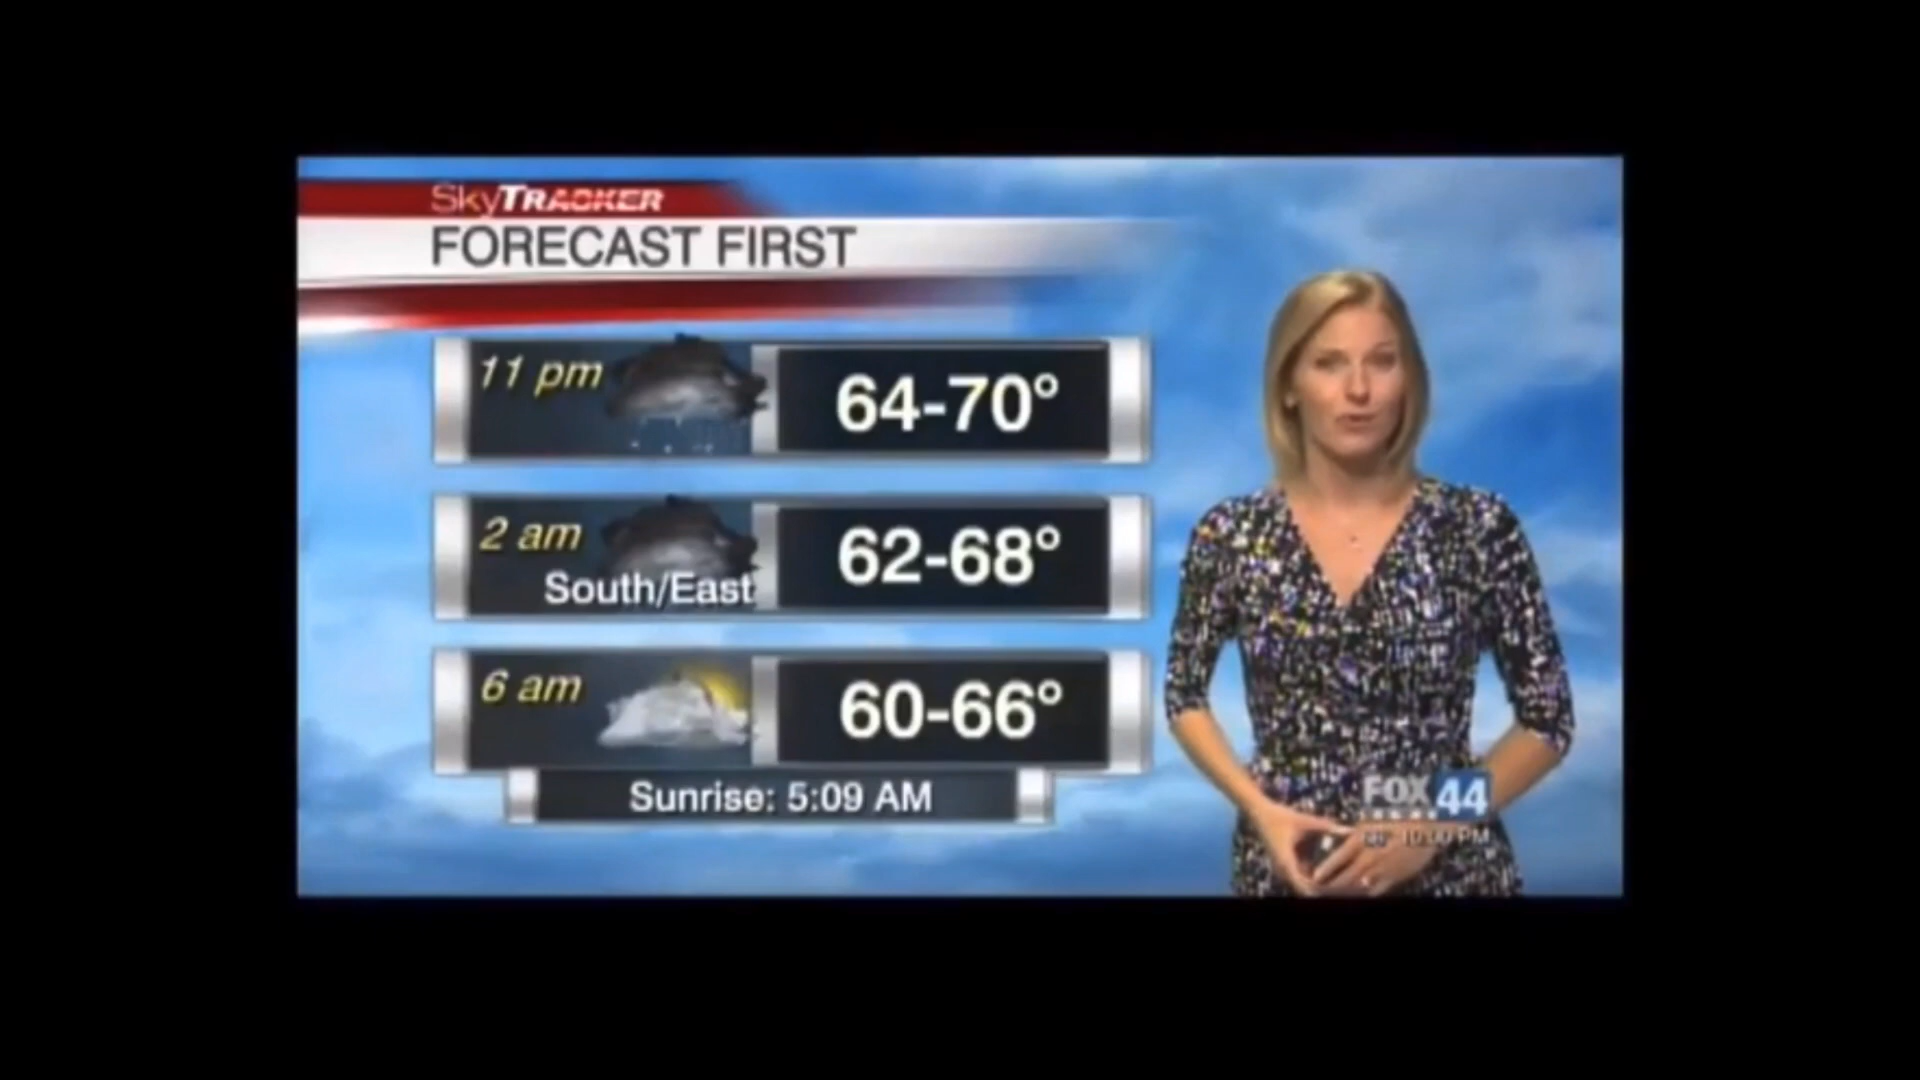 SkyTRACKER
FORECAST FIRST
11 pm
64-70°
2 am
South/East
62-68°
6 am
60-66°
Sunrise: 5:09 AM
FOX 44
PM